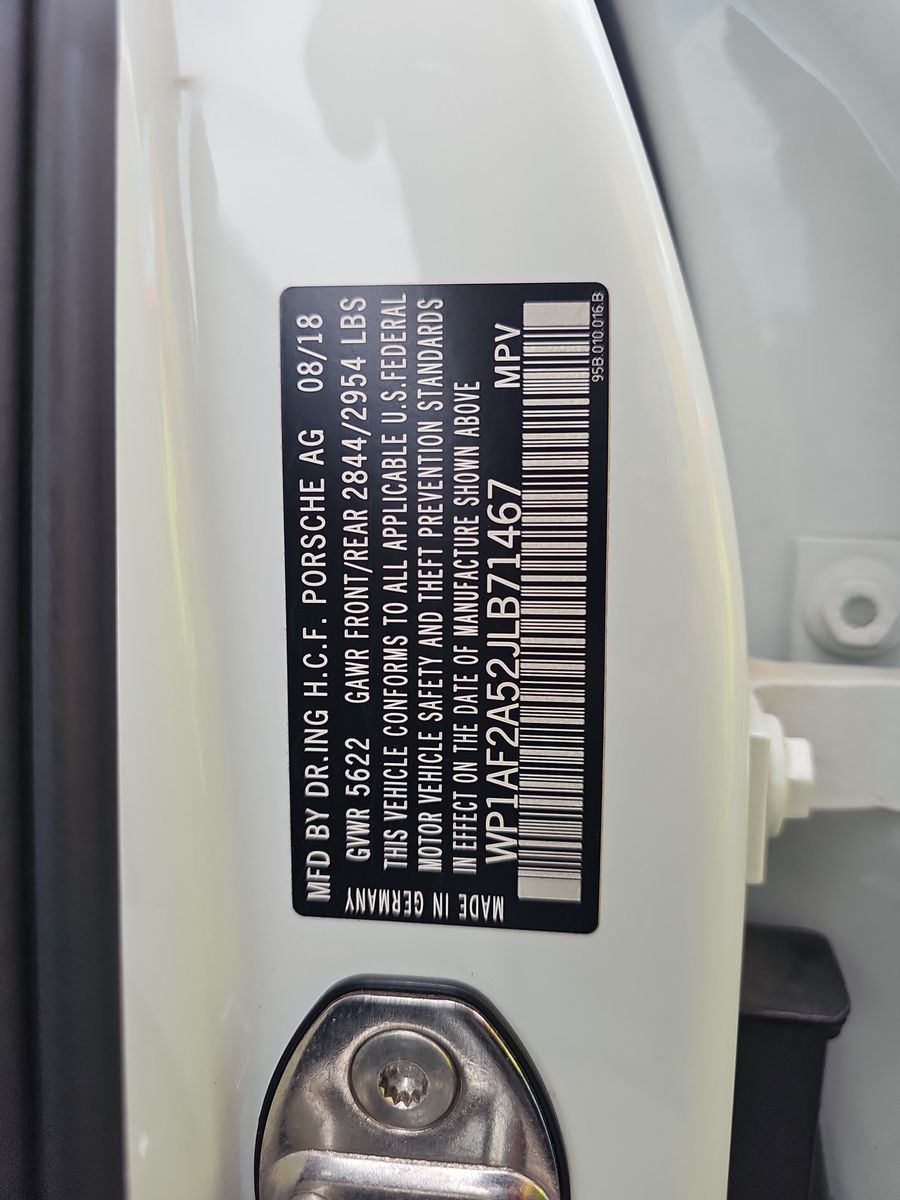 MFD BY DR.ING H.C.F. PORSCHE AG 08/18
GVWR 5622 GAWR FRONT/REAR 2844/2954 LBS
THIS VEHICLE CONFORMS TO ALL APPLICABLE U.S.FEDERAL
MOTOR VEHICLE SAFETY AND THEFT PREVENTION STANDARDS
IN EFFECT ON THE DATE OF MANUFACTURE SHOWN ABOVE
WP1AF2A52JLB71467 MPV
95B.010.016.B
MADE IN GERMANY